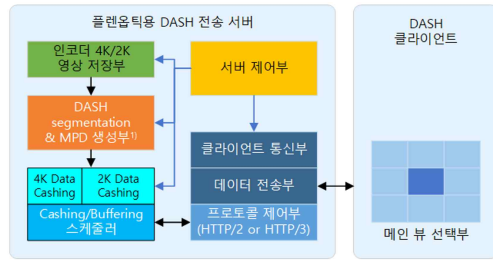 플렌옵틱용 DASH 전송 서버
인코더 4K/2K
영상 저장부
서버 제어부
DASH
segmentation
& MPD 생성부1)
클라이언트 통신부
4K Data
Cashing
2K Data
Cashing
데이터 전송부
Cashing/Buffering
스케줄러
프로토콜 제어부
(HTTP/2 or HTTP/3)
DASH
클라이언트
메인 뷰 선택부